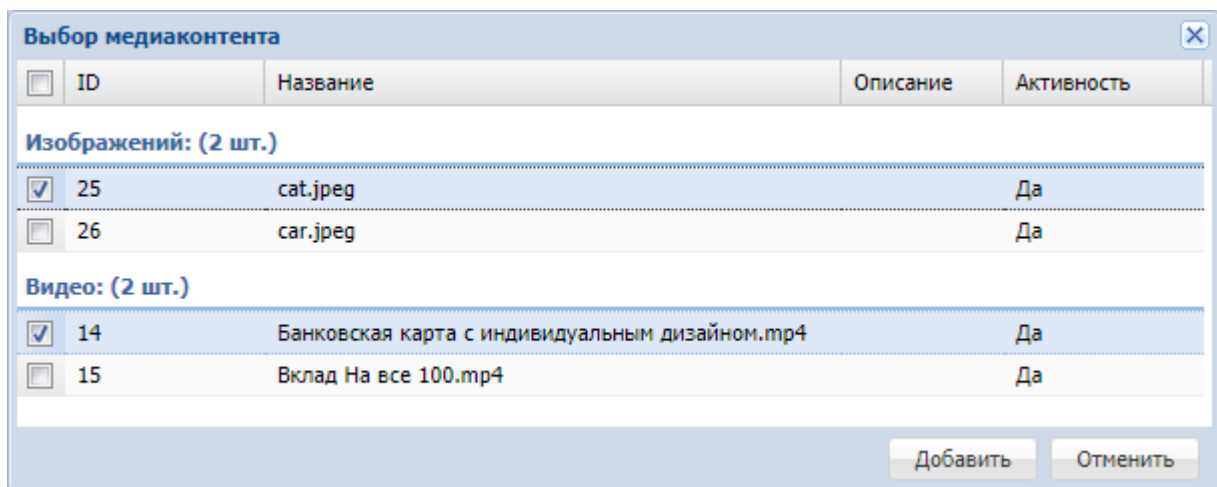 Выбор медиаконтента
ID Название Описание Активность
Изображений: (2 шт.)
25 cat.jpeg Да
26 car.jpeg Да
Видео: (2 шт.)
14 Банковская карта с индивидуальным дизайном.mp4 Да
15 Вклад На все 100.mp4 Да
Добавить Отменить